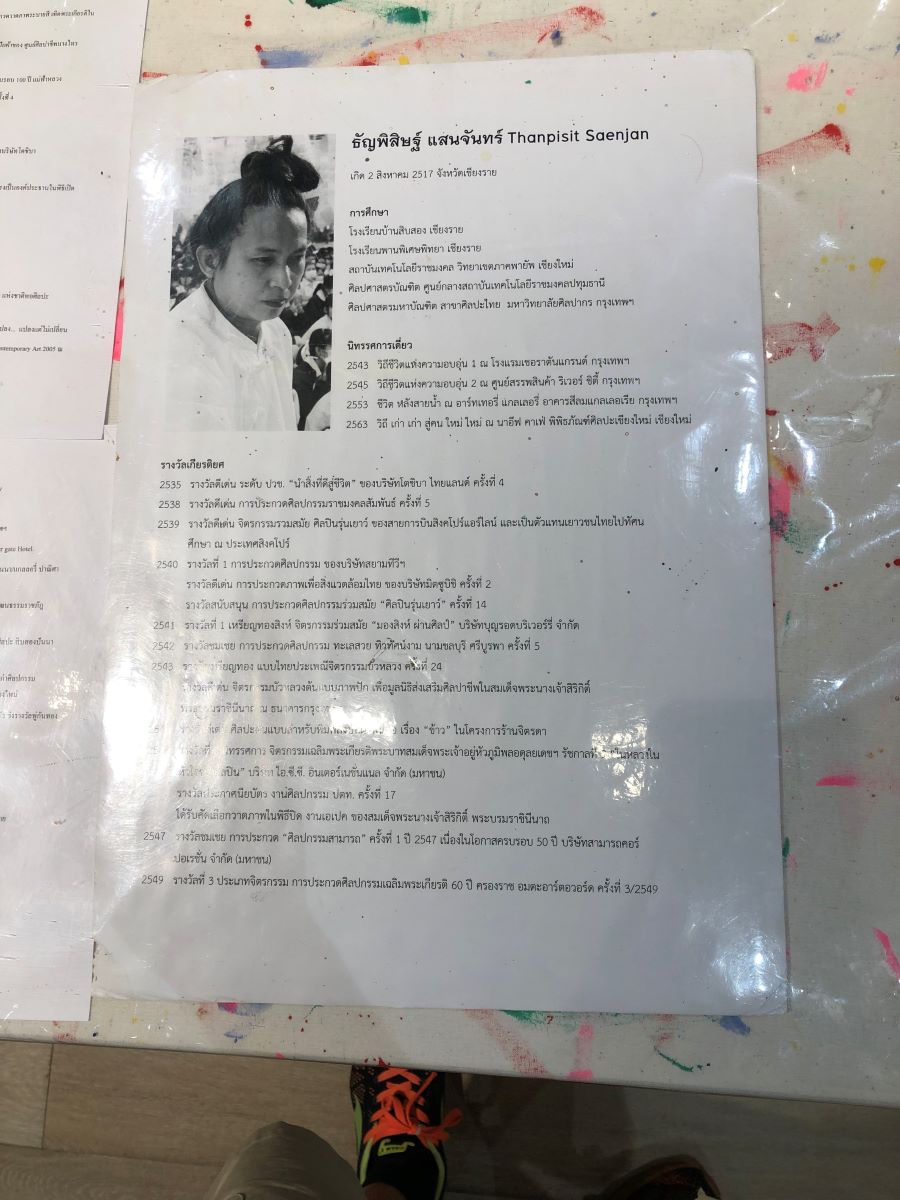 ธัญพิสิษฐ์ แสนจันทร์ Thanpisit Saenjan
เกิด 2 สิงหาคม 2517 จังหวัดเชียงราย
การศึกษา
โรงเรียนบ้านสิบสอง เชียงราย
โรงเรียนพานพิเศษพิทยา เชียงราย
สถาบันเทคโนโลยีราชมงคล วิทยาเขตภาคพายัพ เชียงใหม่
ศิลปศาสตรบัณฑิต ศูนย์กลางสถาบันเทคโนโลยีราชมงคลปทุมธานี
ศิลปศาสตรมหาบัณฑิต สาขาศิลปะไทย มหาวิทยาลัยศิลปากร กรุงเทพฯ
นิทรรศการเดี่ยว
2543 วิถีชีวิตแห่งความอบอุ่น 1 ณ โรงแรมเชอราตันแกรนด์ กรุงเทพฯ
2545 วิถีชีวิตแห่งความอบอุ่น 2 ณ ศูนย์สรรพสินค้า ริเวอร์ ซิตี้ กรุงเทพฯ
2553 ชีวิต หลังสายน้ำ ณ อาร์ทเทอรี่ แกลเลอรี่ อาคารสีลมแกลเลอเรีย กรุงเทพฯ
2563 วิถี เก่า เก่า สู่คน ใหม่ ใหม่ ณ นาอีฟ คาเฟ่ พิพิธภัณฑ์ศิลปะเชียงใหม่ เชียงใหม่
รางวัลเกียรติยศ
2535 รางวัลดีเด่น ระดับ ปวช. “นำสิ่งที่ดีสู่ชีวิต” ของบริษัทโตชิบา ไทยแลนด์ ครั้งที่ 4
2538 รางวัลดีเด่น การประกวดศิลปกรรมราชมงคลสัมพันธ์ ครั้งที่ 5
2539 รางวัลดีเด่น จิตรกรรมรวมสมัย ศิลปินรุ่นเยาว์ ของสายการบินสิงคโปร์แอร์ไลน์ และเป็นตัวแทนเยาวชนไทยไปทัศน
ศึกษา ณ ประเทศสิงคโปร์
2540 รางวัลที่ 1 การประกวดศิลปกรรม ของบริษัทสยามทีวีฯ
รางวัลดีเด่น การประกวดภาพเพื่อสิ่งแวดล้อมไทย ของบริษัทมิตซูบิชิ ครั้งที่ 2
รางวัลสนับสนุน การประกวดศิลปกรรมร่วมสมัย “ศิลปินรุ่นเยาว์” ครั้งที่ 14
2541 รางวัลที่ 1 เหรียญทองสิงห์ จิตรกรรมร่วมสมัย “มองสิงห์ ผ่านศิลป์” บริษัทบุญรอดบริเวอร์รี่ จำกัด
2542 รางวัลชมเชย การประกวดศิลปกรรม ทะเลสวย ทิวทัศน์งาม นามชลบุรี ศรีบูรพา ครั้งที่ 5
2543 รางวัลเหรียญทอง แบบไทยประเพณีจิตรกรรมบัวหลวง ครั้งที่ 24
รางวัลดีเด่น จิตรกรรมบัวหลวงต้นแบบภาพปัก เพื่อมูลนิธิส่งเสริมศิลปาชีพในสมเด็จพระนางเจ้าสิริกิติ์
ณ ธนาคารกรุงเทพ
เรื่อง “ข้าว” ในโครงการร้านจิตรดา
จิตรกรรมเฉลิมพระเกียรติพระบาทสมเด็จพระเจ้าอยู่หัวภูมิพลอดุลยเดชฯ
บริษัท ไอ.ซี.ซี. อินเตอร์เนชั่นแนล จำกัด (มหาชน)
รางวัลประกาศนียบัตร งานศิลปกรรม ปตท. ครั้งที่ 17
ได้รับคัดเลือกวาดภาพในพิธีปิด งานเอเปค ของสมเด็จพระนางเจ้าสิริกิติ์ พระบรมราชินีนาถ
2547 รางวัลชมเชย การประกวด “ศิลปกรรมสามารถ” ครั้งที่ 1 ปี 2547 เนื่องในโอกาสครบรอบ 50 ปี บริษัทสามารถคอร์
ปอเรชั่น จำกัด (มหาชน)
2549 รางวัลที่ 3 ประเภทจิตรกรรม การประกวดศิลปกรรมเฉลิมพระเกียรติ 60 ปี ครองราช อมตะอาร์ตอวอร์ด ครั้งที่ 3/2549